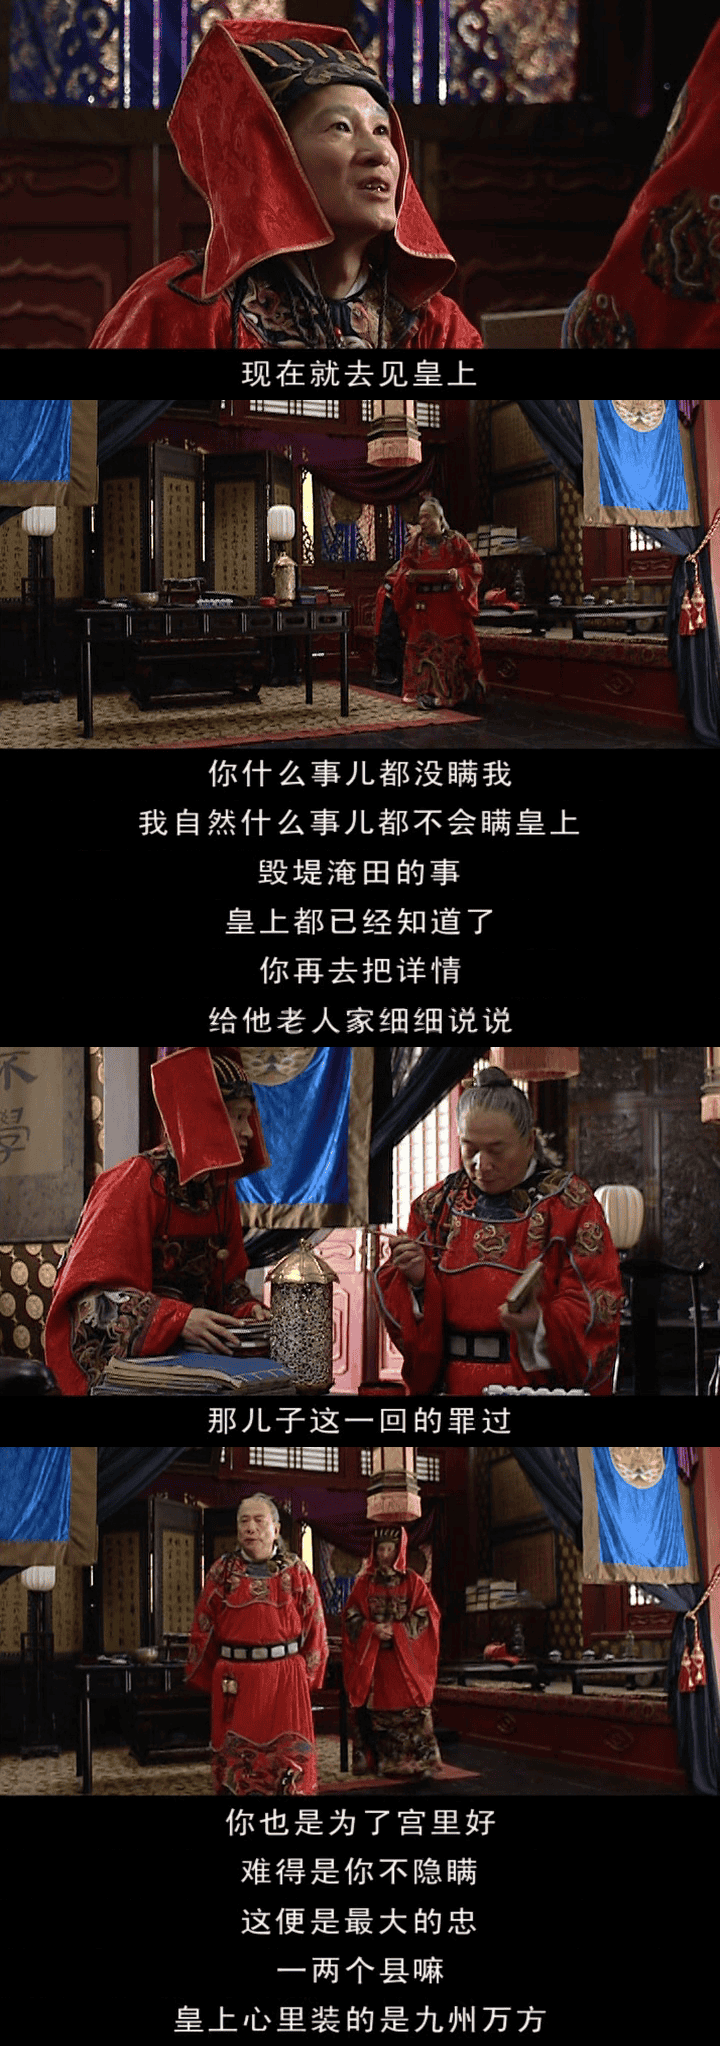 现在就去见皇上
你什么事儿都没瞒我
我自然什么事儿都不会瞒皇上
毁堤淹田的事
皇上都已经知道了
你再去把详情
给他老人家细细说说
學
那儿子这一回的罪过
你也是为了宫里好
难得是你不隐瞒
这便是最大的忠
一两个县嘛
皇上心里装的是九州万方